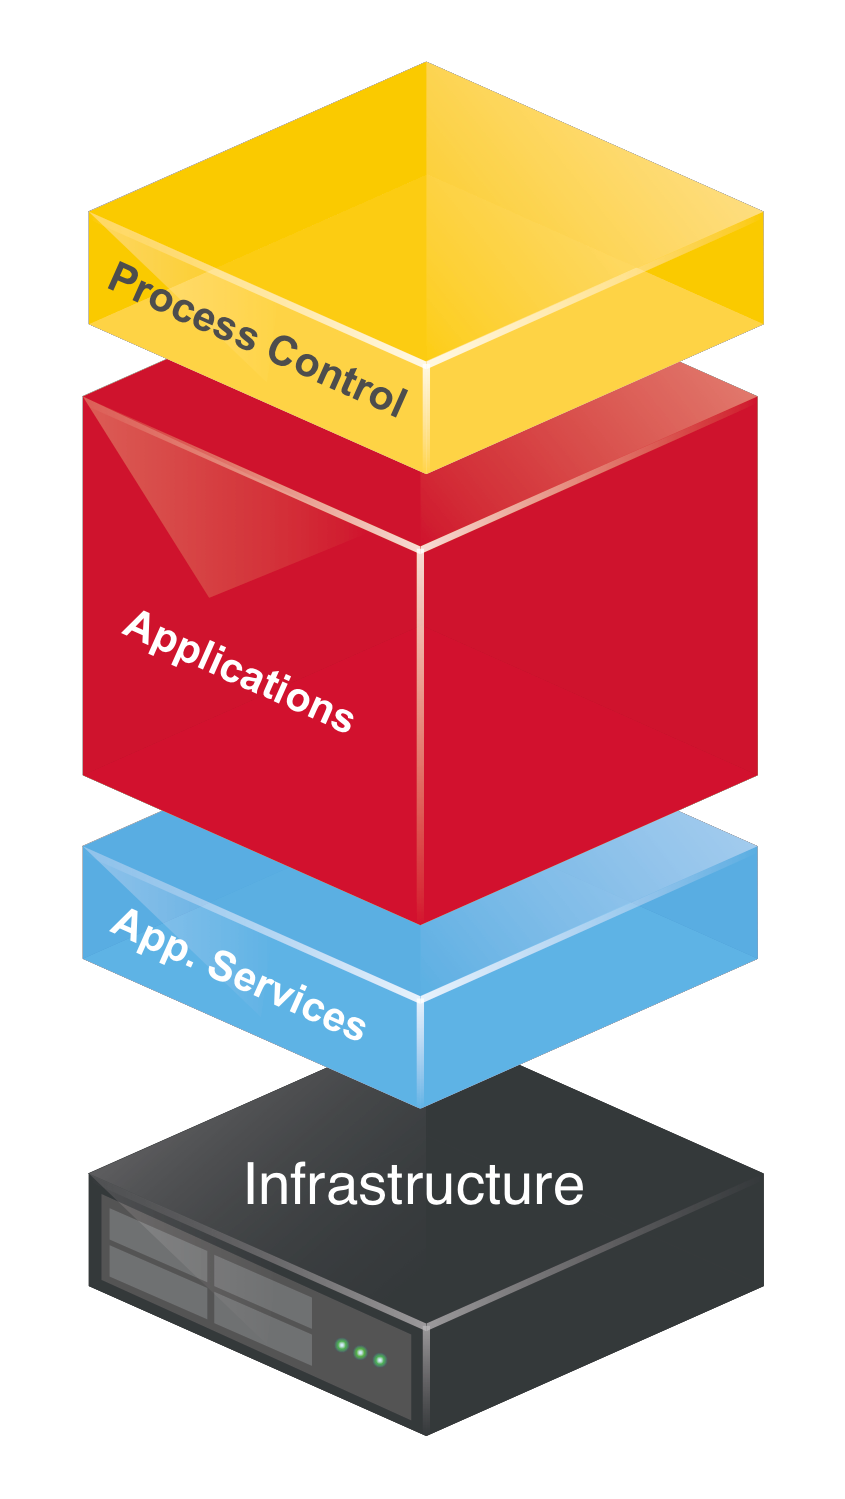 Process Control
Applications
App. Services
Infrastructure